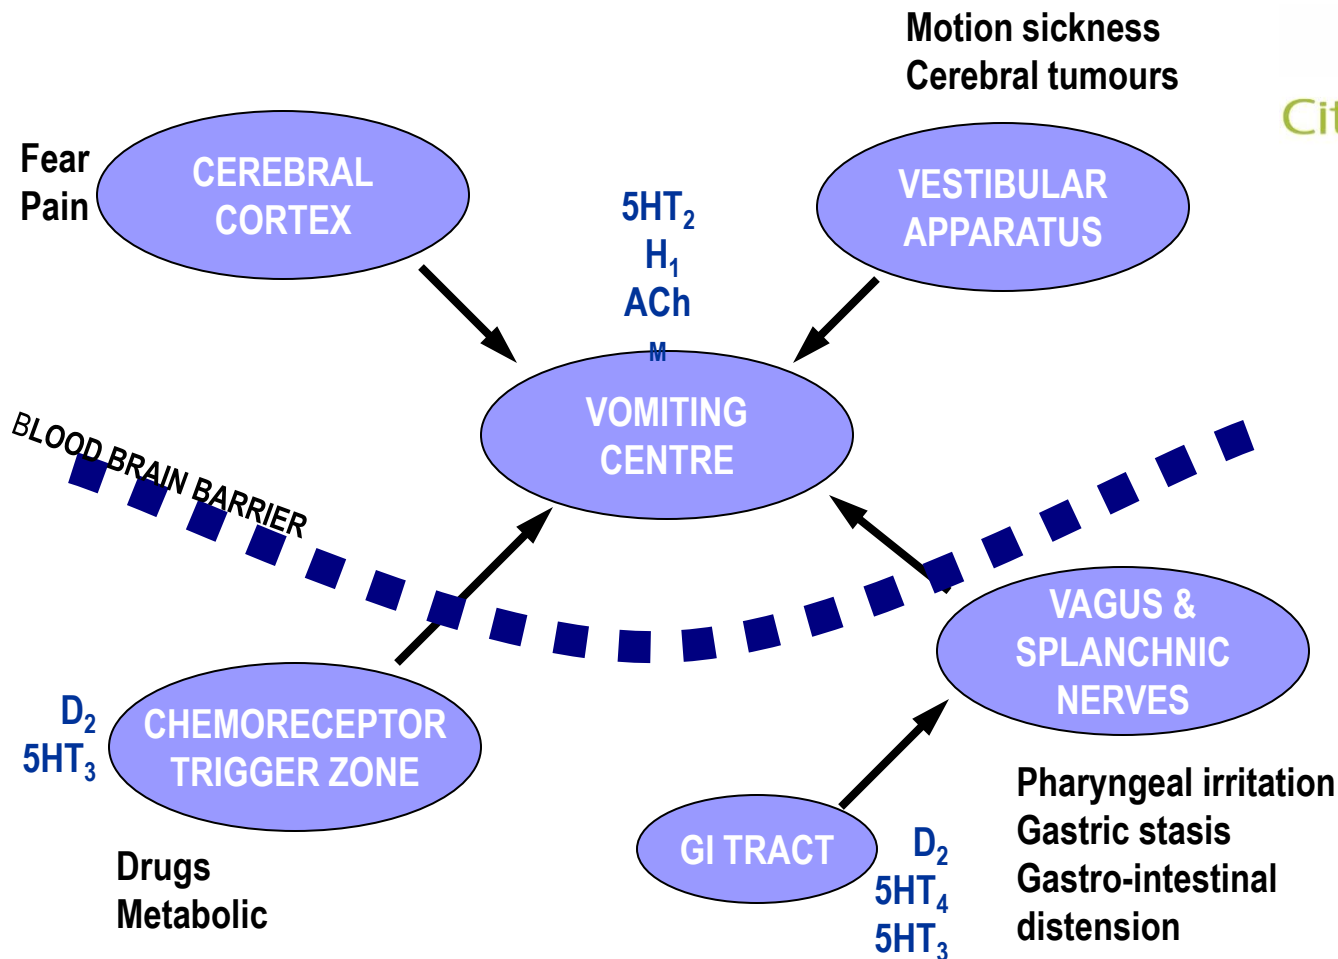 Motion sickness
Cerebral tumours
Cit
Fear
Pain
CEREBRAL
CORTEX
VESTIBULAR
APPARATUS
5HT₂
H₁
ACh
M
VOMITING
CENTRE
BLOOD BRAIN BARRIER
VAGUS &
SPLANCHNIC
NERVES
D₂
5HT₃
CHEMORECEPTOR
TRIGGER ZONE
Drugs
Metabolic
GI TRACT
D₂
5HT₄
5HT₃
Pharyngeal irritation
Gastric stasis
Gastro-intestinal
distension